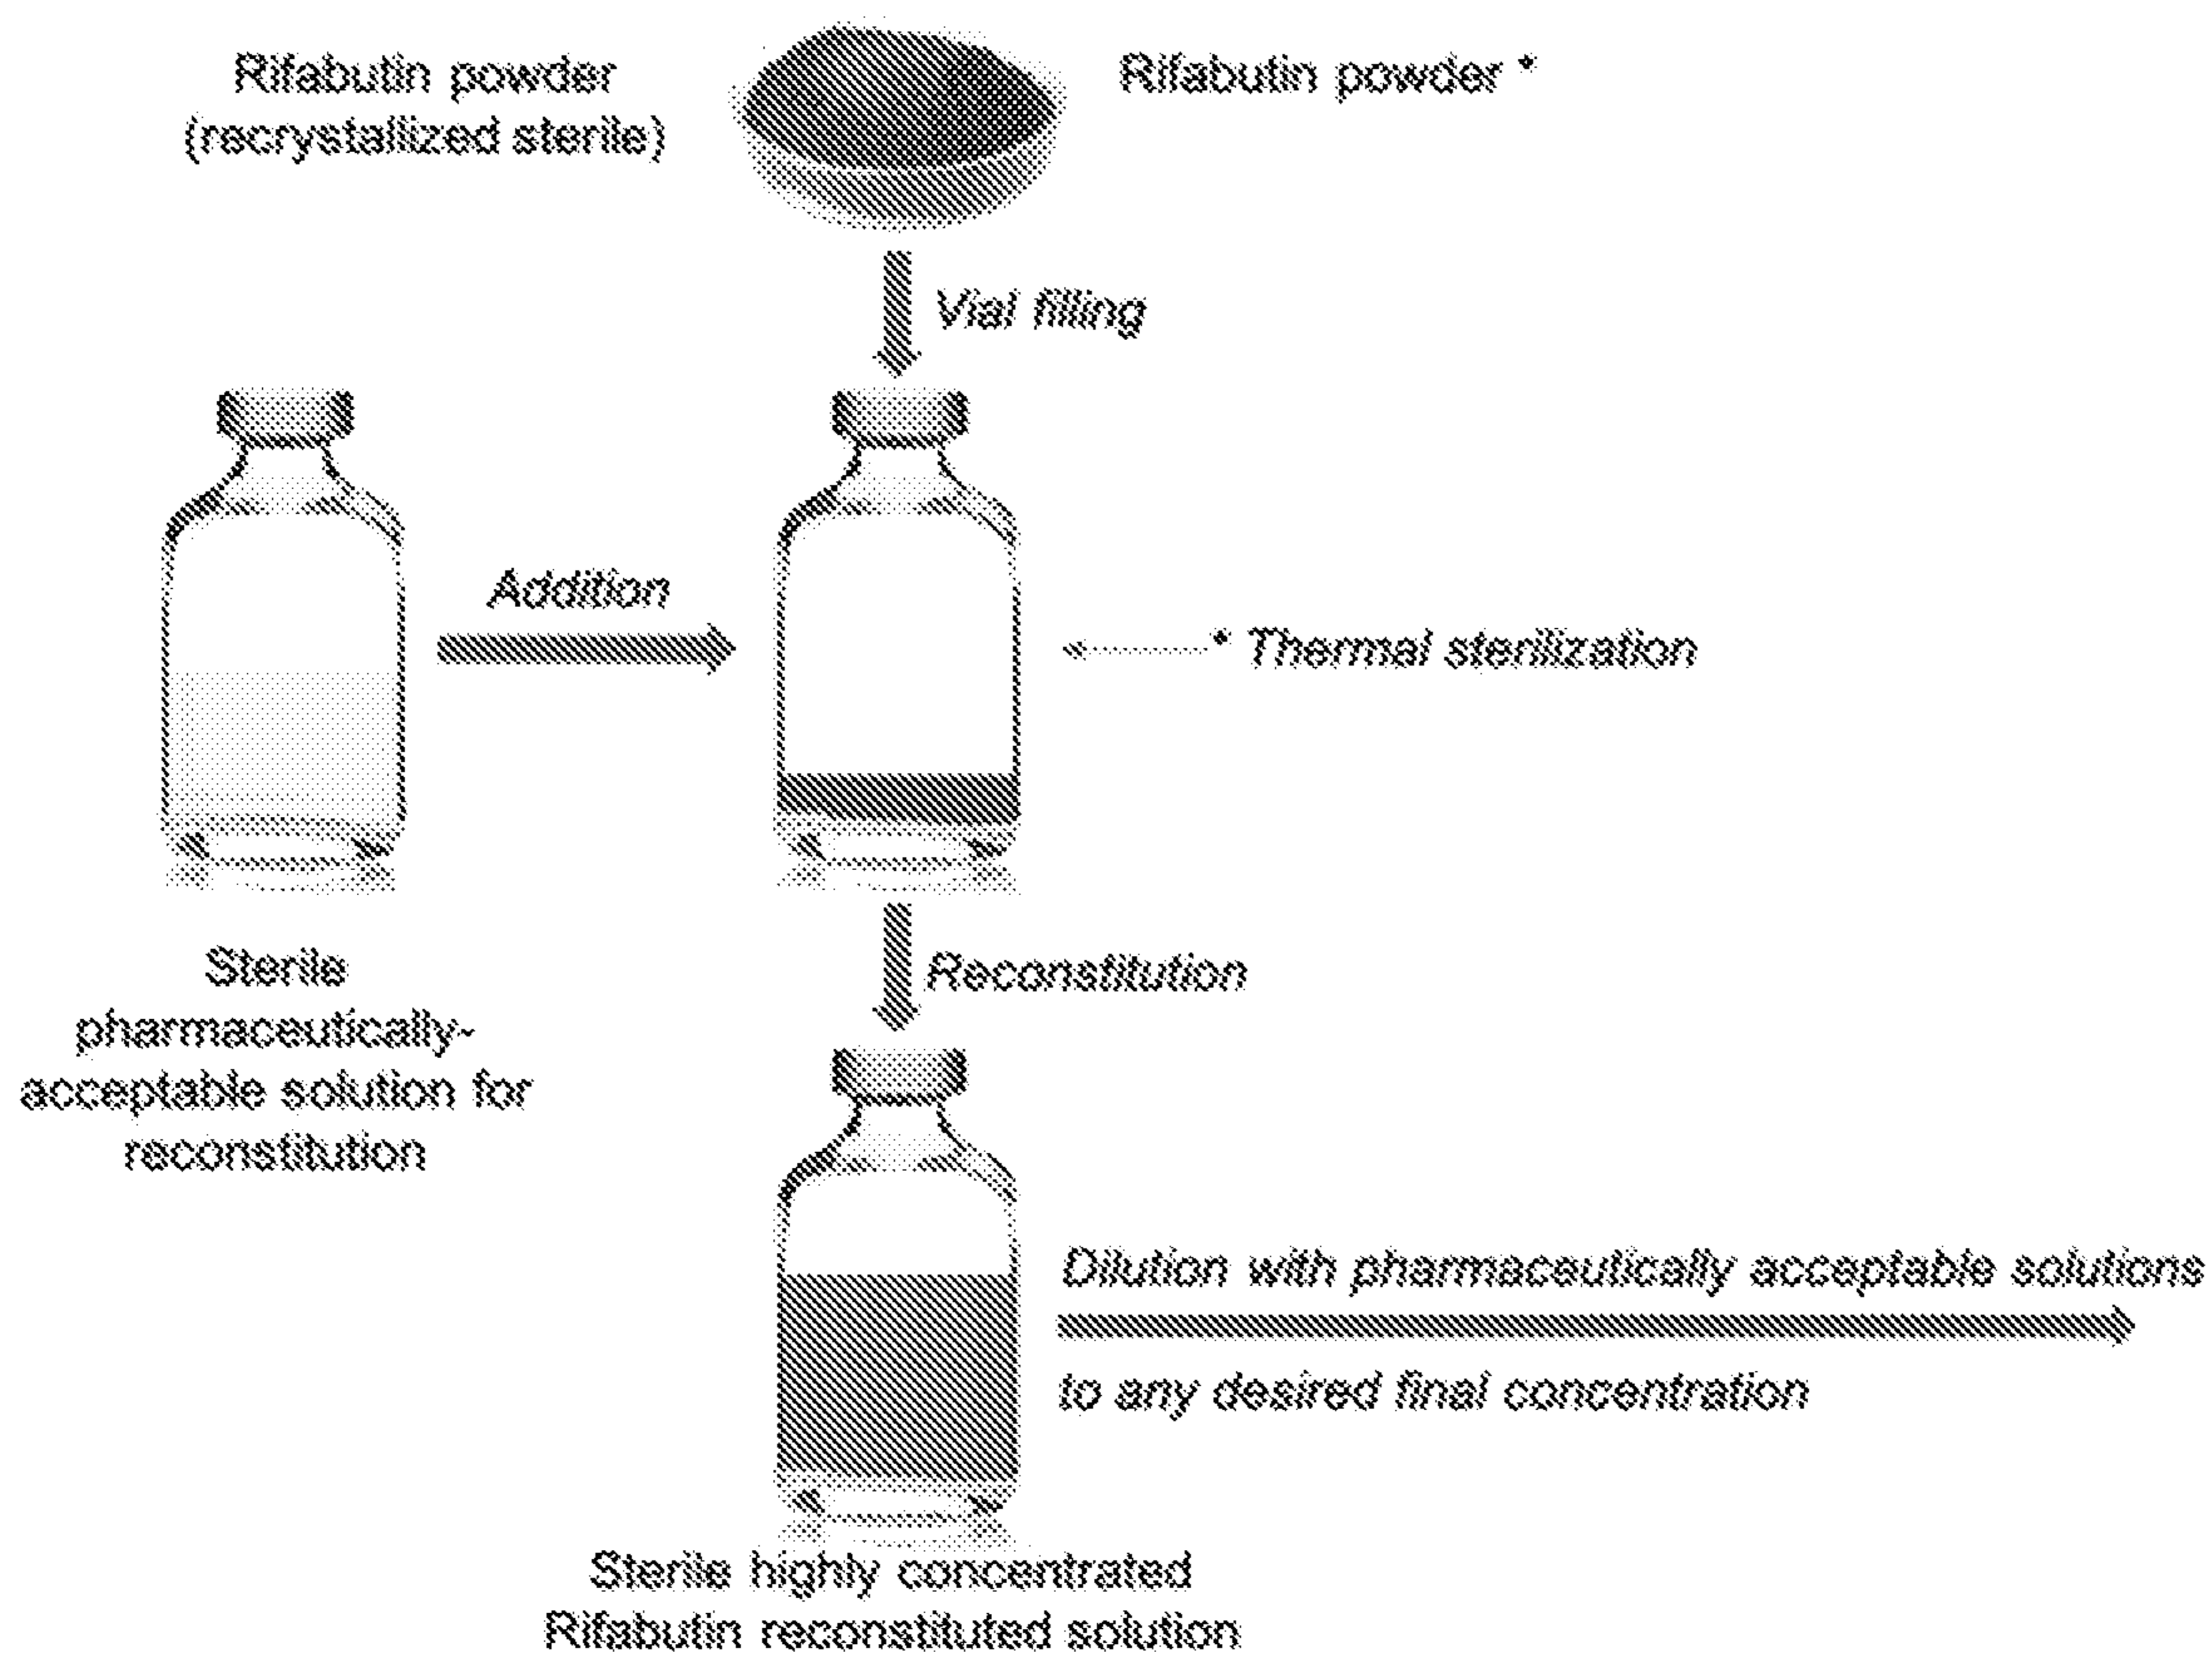 Rifabutin powder
(recrystallized sterile)
Rifabutin powder *
Vial filling
Addition
* Thermal sterilization
Sterile
pharmaceutically-
acceptable solution for
reconstitution
Reconstitution
Dilution with pharmaceutically acceptable solutions
to any desired final concentration
Sterile highly concentrated
Rifabutin reconstituted solution